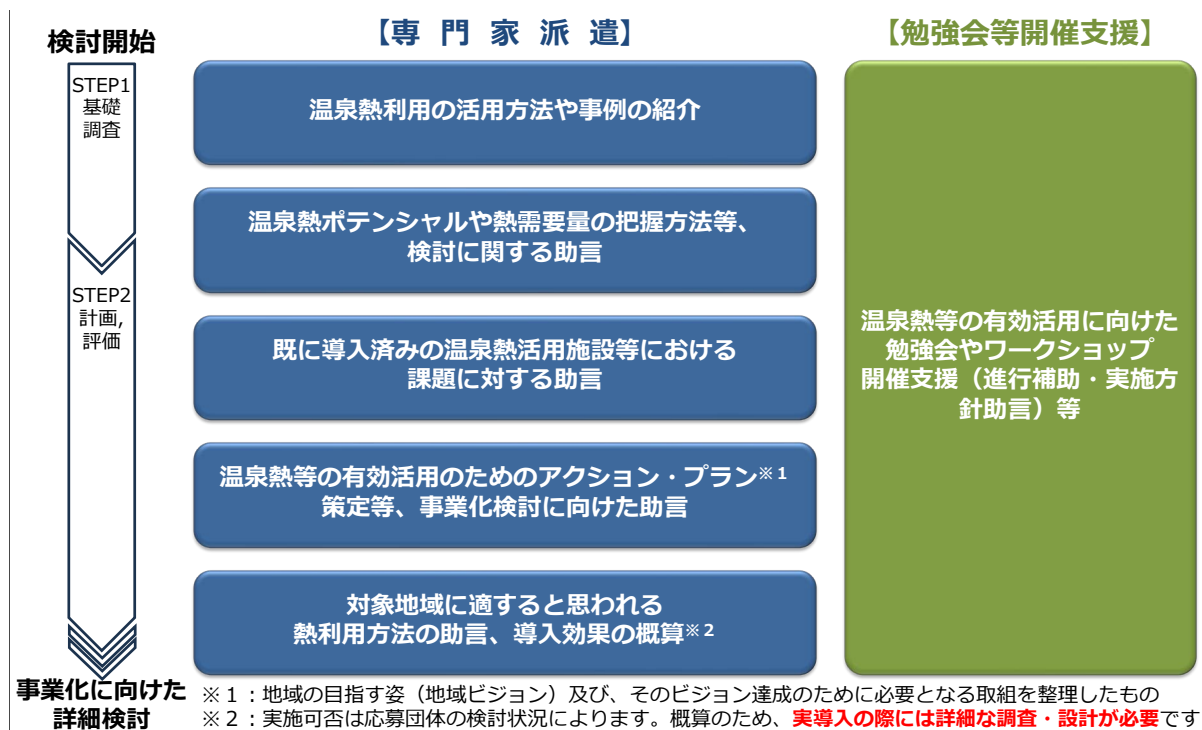 検討開始
STEP1
基礎
調査
STEP2
計画,
評価
事業化に向けた
詳細検討
【専 門 家 派 遣】
温泉熱利用の活用方法や事例の紹介
温泉熱ポテンシャルや熱需要量の把握方法等、
検討に関する助言
既に導入済みの温泉熱活用施設等における
課題に対する助言
温泉熱等の有効活用のためのアクション・プラン※1
策定等、事業化検討に向けた助言
対象地域に適すると思われる
熱利用方法の助言、導入効果の概算※2
【勉強会等開催支援】
温泉熱等の有効活用に向けた
勉強会やワークショップ
開催支援（進行補助・実施方
針助言）等
※1：地域の目指す姿（地域ビジョン）及び、そのビジョン達成のために必要となる取組を整理したもの
※2：実施可否は応募団体の検討状況によります。概算のため、実導入の際には詳細な調査・設計が必要です